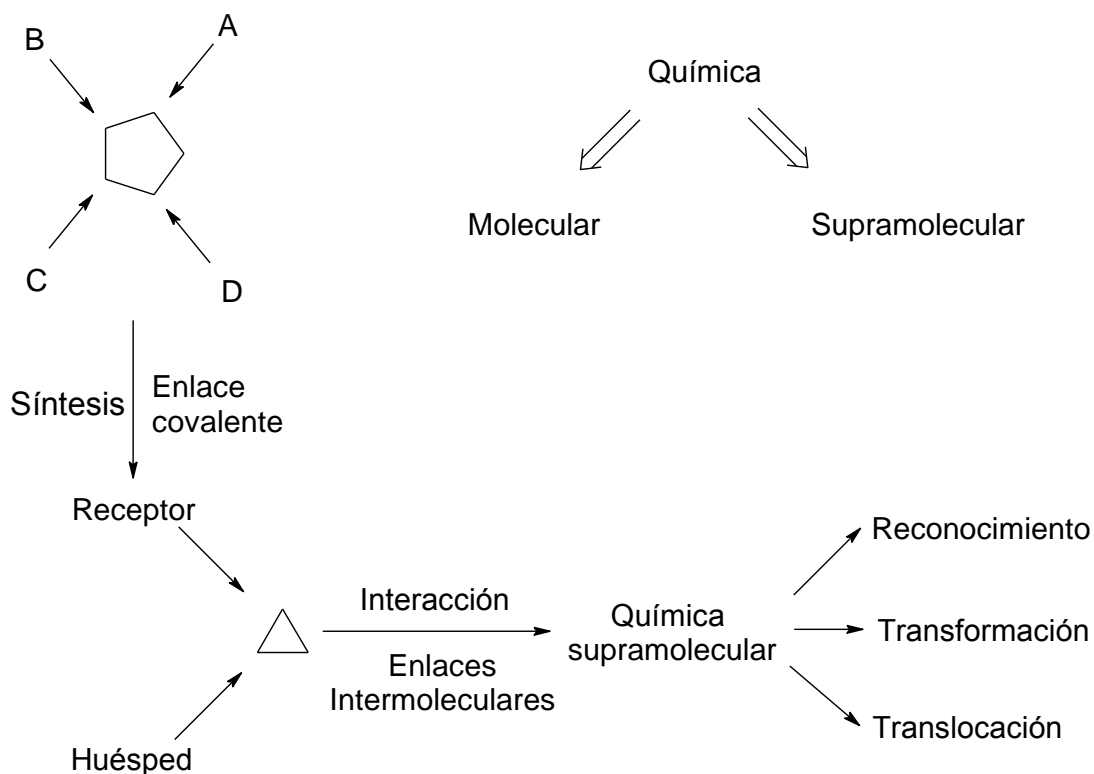 B
A
C
D
Síntesis
Enlace
covalente
Receptor
Huésped
Interacción
Enlaces
Intermoleculares
Química
supramolecular
Reconocimiento
Transformación
Translocación
Química
Molecular
Supramolecular